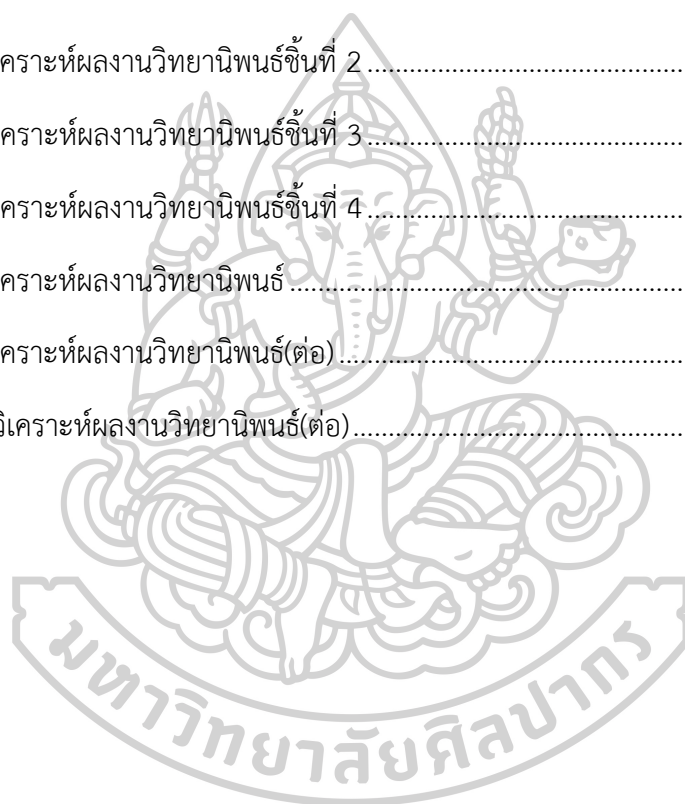 เคราะห์ผลงานวิทยานิพนธ์ชิ้นที่ 2 ........................................
เคราะห์ผลงานวิทยานิพนธ์ชิ้นที่ 3 ........................................
เคราะห์ผลงานวิทยานิพนธ์ชิ้นที่ 4 ........................................
เคราะห์ผลงานวิทยานิพนธ์ ..................................................
เคราะห์ผลงานวิทยานิพนธ์(ต่อ) ...........................................
วิเคราะห์ผลงานวิทยานิพนธ์(ต่อ) ..........................................
มหาวิทยาลัยศิลปากร